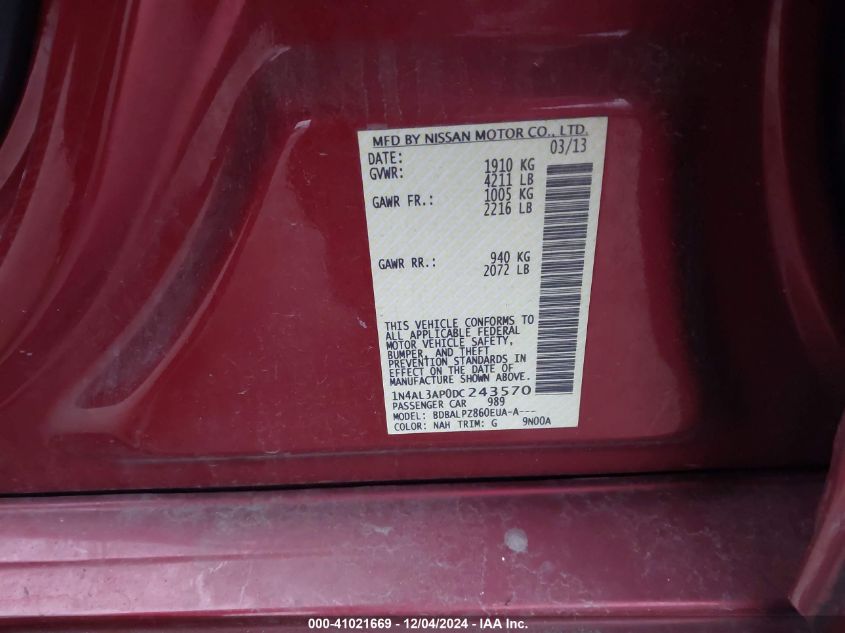 MFD BY NISSAN MOTOR CO., LTD.
DATE: 03/13
GVWR: 1910 KG
4211 LB
GAWR FR.: 1005 KG
2216 LB
GAWR RR.: 940 KG
2072 LB
THIS VEHICLE CONFORMS TO
ALL APPLICABLE FEDERAL
MOTOR VEHICLE SAFETY,
BUMPER, AND THEFT
PREVENTION STANDARDS IN
EFFECT ON THE DATE OF
MANUFACTURE SHOWN ABOVE.
1N4AL3AP0DC243570
PASSENGER CAR 989
MODEL: BDBALPZ860EUA-A---
COLOR: NAH TRIM: G 9N00A
000-41021669 - 12/04/2024 - IAA Inc.